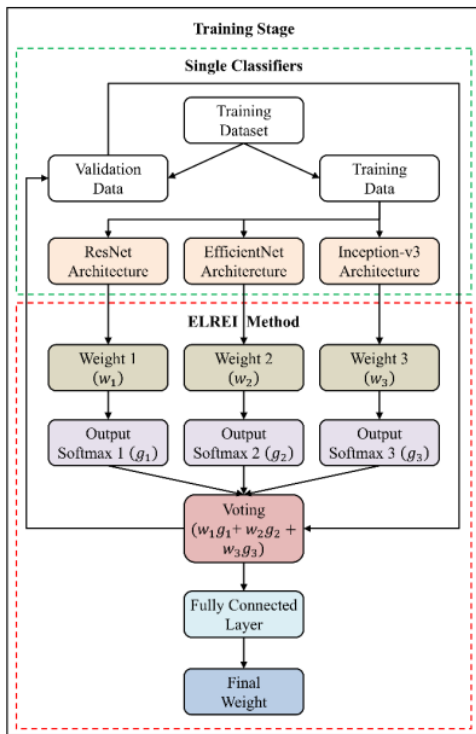 Training Stage
Single Classifiers
Training
Dataset
Validation
Data
Training
Data
ResNet
Architecture
EfficientNet
Architercture
Inception-v3
Architecture
ELREI Method
Weight 1
(w₁)
Weight 2
(w₂)
Weight 3
(w₃)
Output
Softmax 1 (g₁)
Output
Softmax 2 (g₂)
Output
Softmax 3 (g₃)
Voting
(w₁g₁+ w₂g₂ +
w₃g₃)
Fully Connected
Layer
Final
Weight